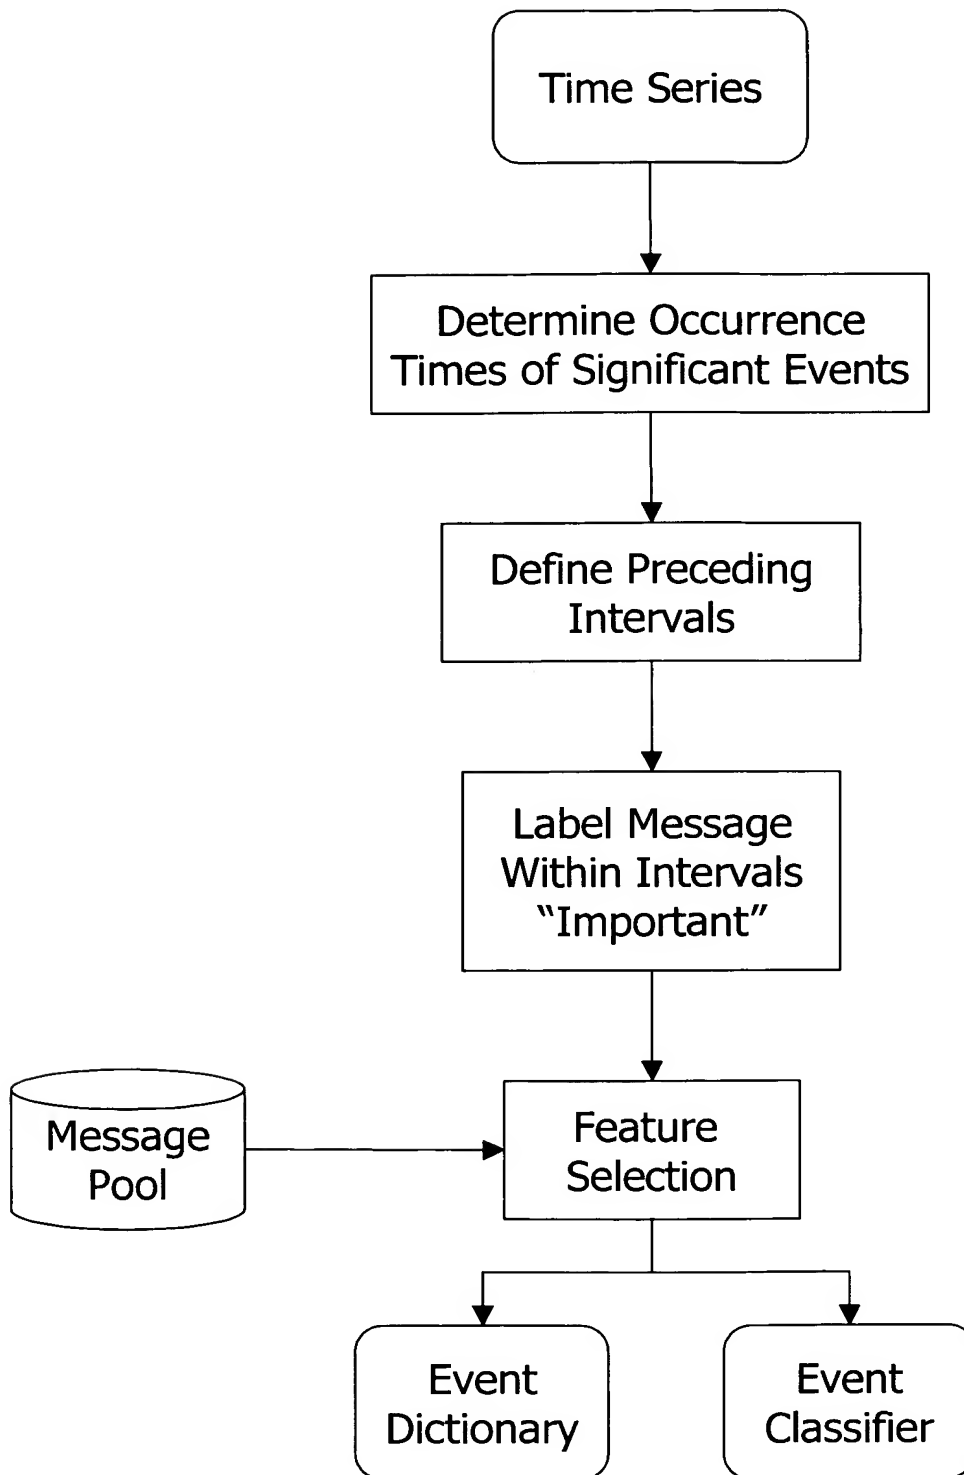 Time Series
Determine Occurrence
Times of Significant Events
Define Preceding
Intervals
Label Message
Within Intervals
“Important”
Message
Pool
Feature
Selection
Event
Dictionary
Event
Classifier